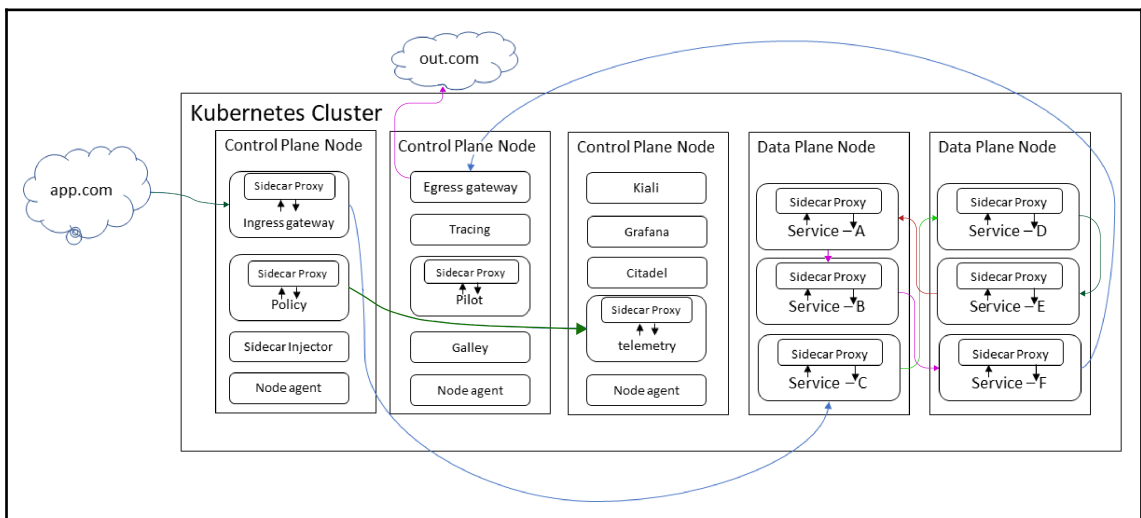 out.com
app.com
Kubernetes Cluster
Control Plane Node
Sidecar Proxy
Ingress gateway
Sidecar Proxy
Policy
Sidecar Injector
Node agent
Control Plane Node
Egress gateway
Tracing
Sidecar Proxy
Pilot
Galley
Node agent
Control Plane Node
Kiali
Grafana
Citadel
Sidecar Proxy
telemetry
Node agent
Data Plane Node
Sidecar Proxy
Service – A
Sidecar Proxy
Service – B
Sidecar Proxy
Service – C
Data Plane Node
Sidecar Proxy
Service – D
Sidecar Proxy
Service – E
Sidecar Proxy
Service – F